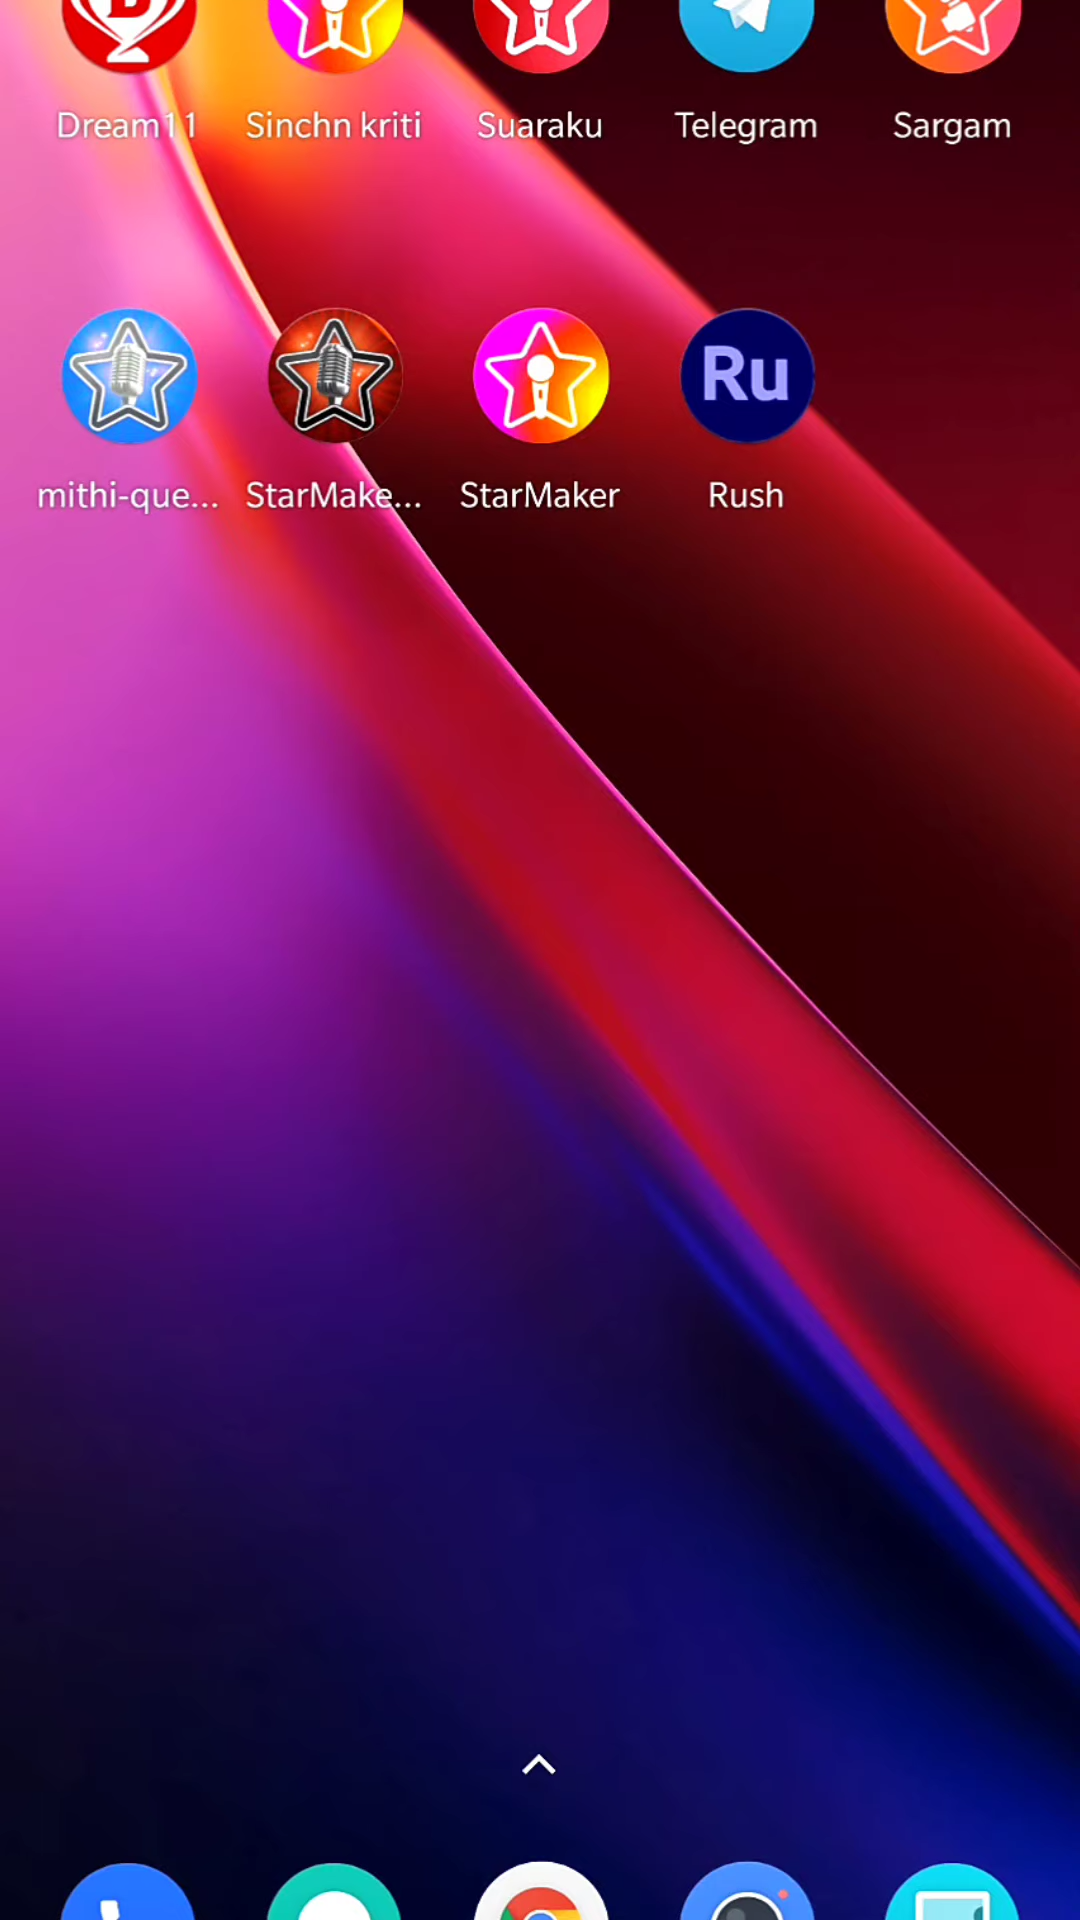 Dream11 Sinchn kriti Suaraku Telegram Sargam
Ru
mithi-que... StarMake... StarMaker Rush